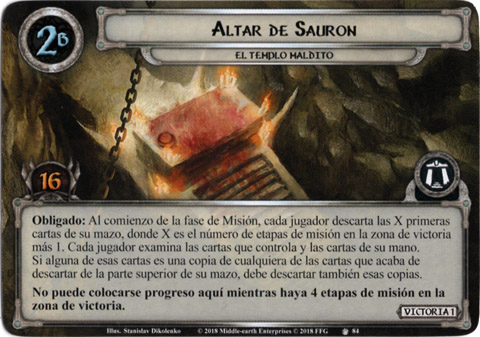 2B
ALTAR DE SAURON
EL TEMPLO MALDITO
16
Obligado: Al comienzo de la fase de Misión, cada jugador descarta las X primeras
cartas de su mazo, donde X es el número de etapas de misión en la zona de victoria
más 1. Cada jugador examina las cartas que controla y las cartas de su mano.
Si alguna de esas cartas es una copia de cualquiera de las cartas que acaba de
descartar de la parte superior de su mazo, debe descartar también esas copias.
No puede colocarse progreso aquí mientras haya 4 etapas de misión en la
zona de victoria.
VICTORIA 1
Illus. Stanislav Dikolenko
© 2018 Middle-earth Enterprises © 2018 FFG
84